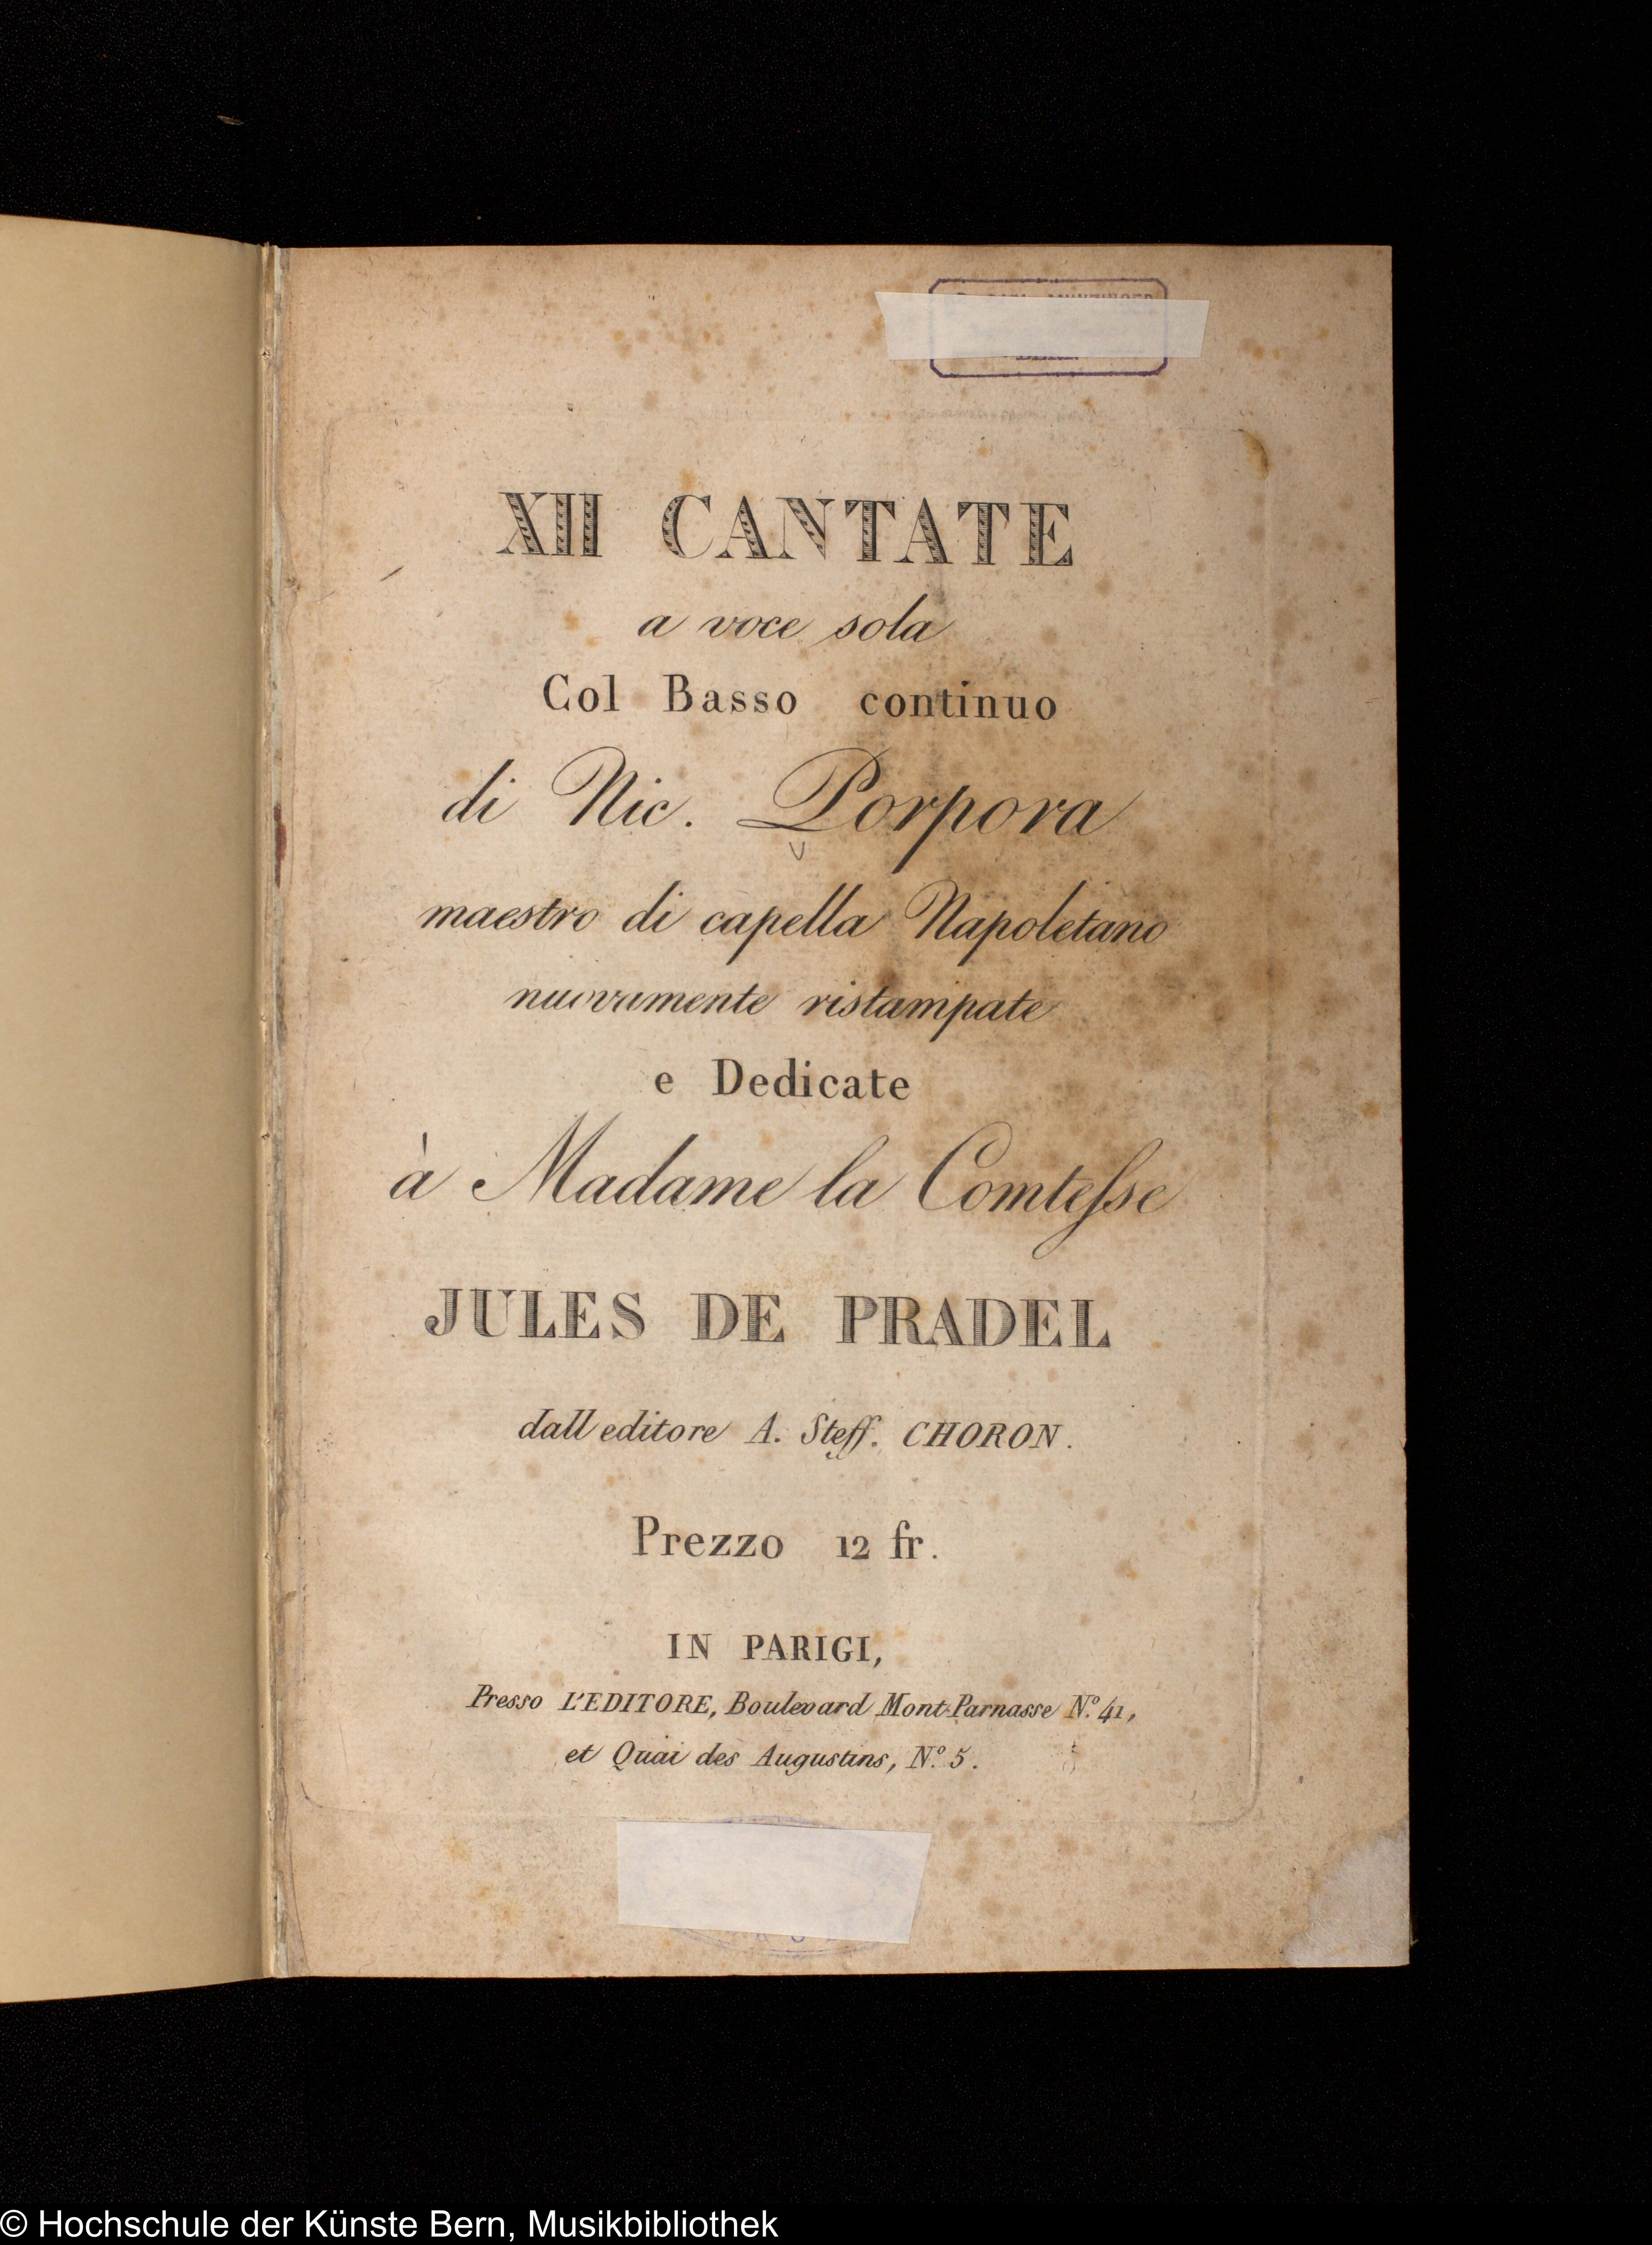 XII CANTATE
a voce sola
Col Basso continuo
di Nic. Porpora
maestro di capella Napoletano
nuovamente ristampate
e Dedicate
à Madame la Comteſse
JULES DE PRADEL
dall editore A. Steff. CHORON.
Prezzo 12 fr.
IN PARIGI,
Presso L'EDITORE, Boulevard Mont-Parnasse N.º 41,
et Quai des Augustins, N.º 5.
© Hochschule der Künste Bern, Musikbibliothek